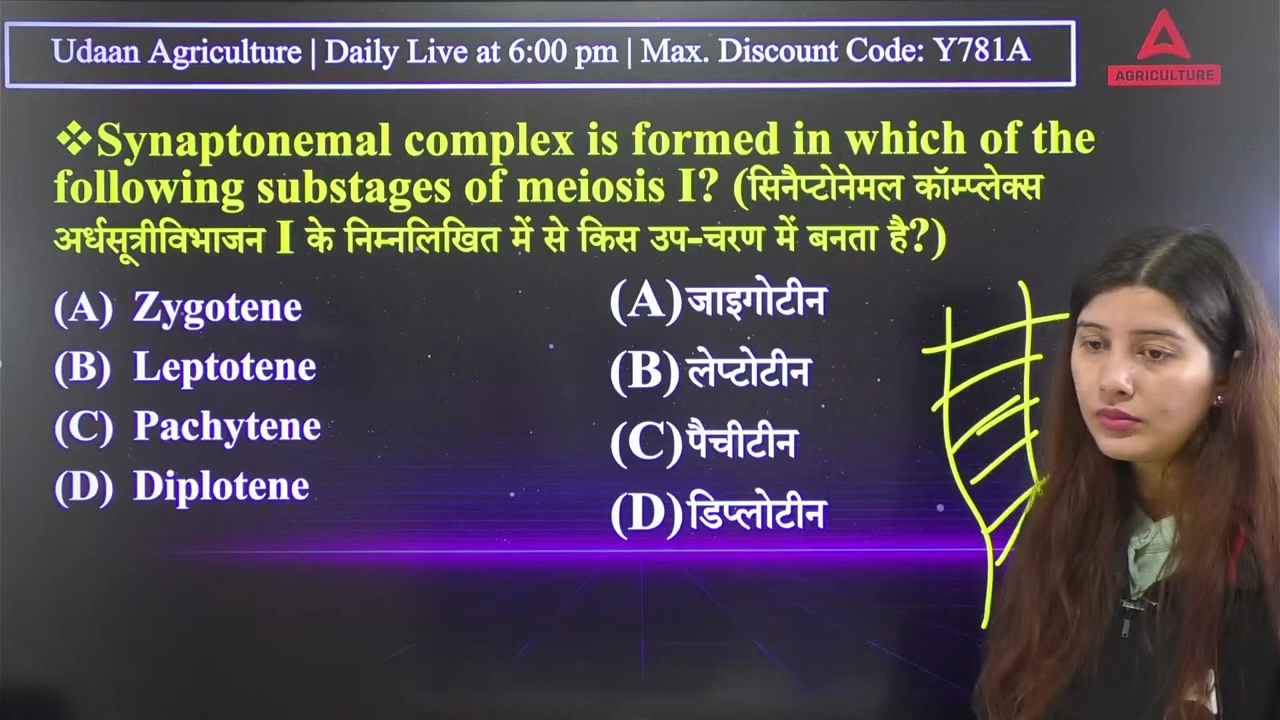 Udaan Agriculture | Daily Live at 6:00 pm | Max. Discount Code: Y781A
AGRICULTURE
❖Synaptonemal complex is formed in which of the
following substages of meiosis I? (सिनैप्टोनेमल कॉम्प्लेक्स
अर्धसूत्रीविभाजन I के निम्नलिखित में से किस उप-चरण में बनता है?)
(A) Zygotene
(B) Leptotene
(C) Pachytene
(D) Diplotene
(A) जाइगोटीन
(B) लेप्टोटीन
(C) पैचीटीन
(D) डिप्लोटीन